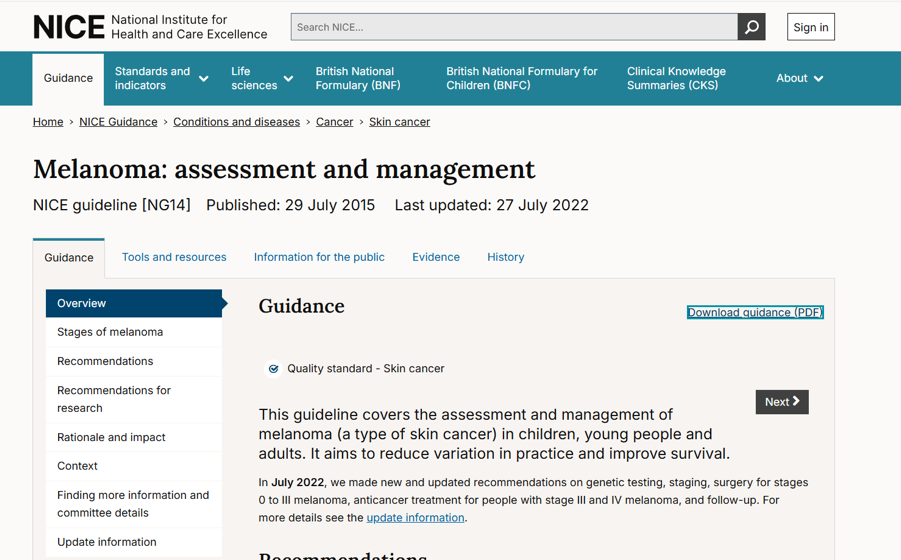 NICE National Institute for
Health and Care Excellence
Search NICE...
Sign in
Guidance
Standards and
indicators
Life
sciences
British National
Formulary (BNF)
British National Formulary for
Children (BNFC)
Clinical Knowledge
Summaries (CKS)
About
Home › NICE Guidance › Conditions and diseases › Cancer › Skin cancer
Melanoma: assessment and management
NICE guideline [NG14] Published: 29 July 2015 Last updated: 27 July 2022
Guidance Tools and resources Information for the public Evidence History
Overview
Stages of melanoma
Recommendations
Recommendations for
research
Rationale and impact
Context
Finding more information and
committee details
Update information
Guidance
Download guidance (PDF)
Quality standard - Skin cancer
Next
This guideline covers the assessment and management of
melanoma (a type of skin cancer) in children, young people and
adults. It aims to reduce variation in practice and improve survival.
In July 2022, we made new and updated recommendations on genetic testing, staging, surgery for stages
0 to III melanoma, anticancer treatment for people with stage III and IV melanoma, and follow-up. For
more details see the update information.
Recommendations